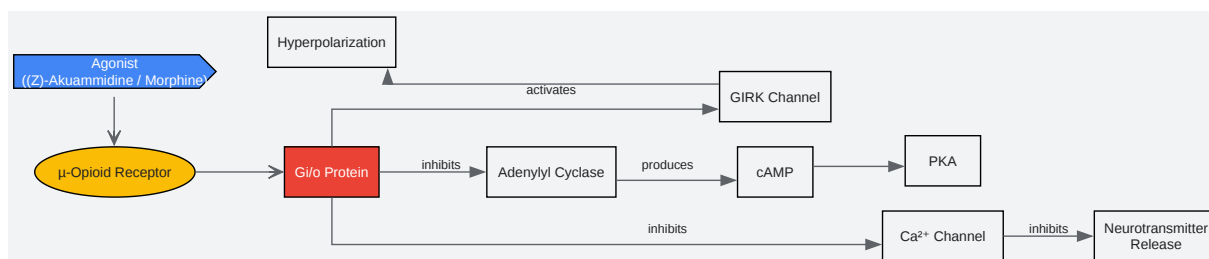 Hyperpolarization
Agonist
((Z)-Akuammidine / Morphine)
activates
GIRK Channel
µ-Opioid Receptor
Gi/o Protein
inhibits
Adenylyl Cyclase
produces
cAMP
PKA
inhibits
Ca²⁺ Channel
inhibits
Neurotransmitter
Release